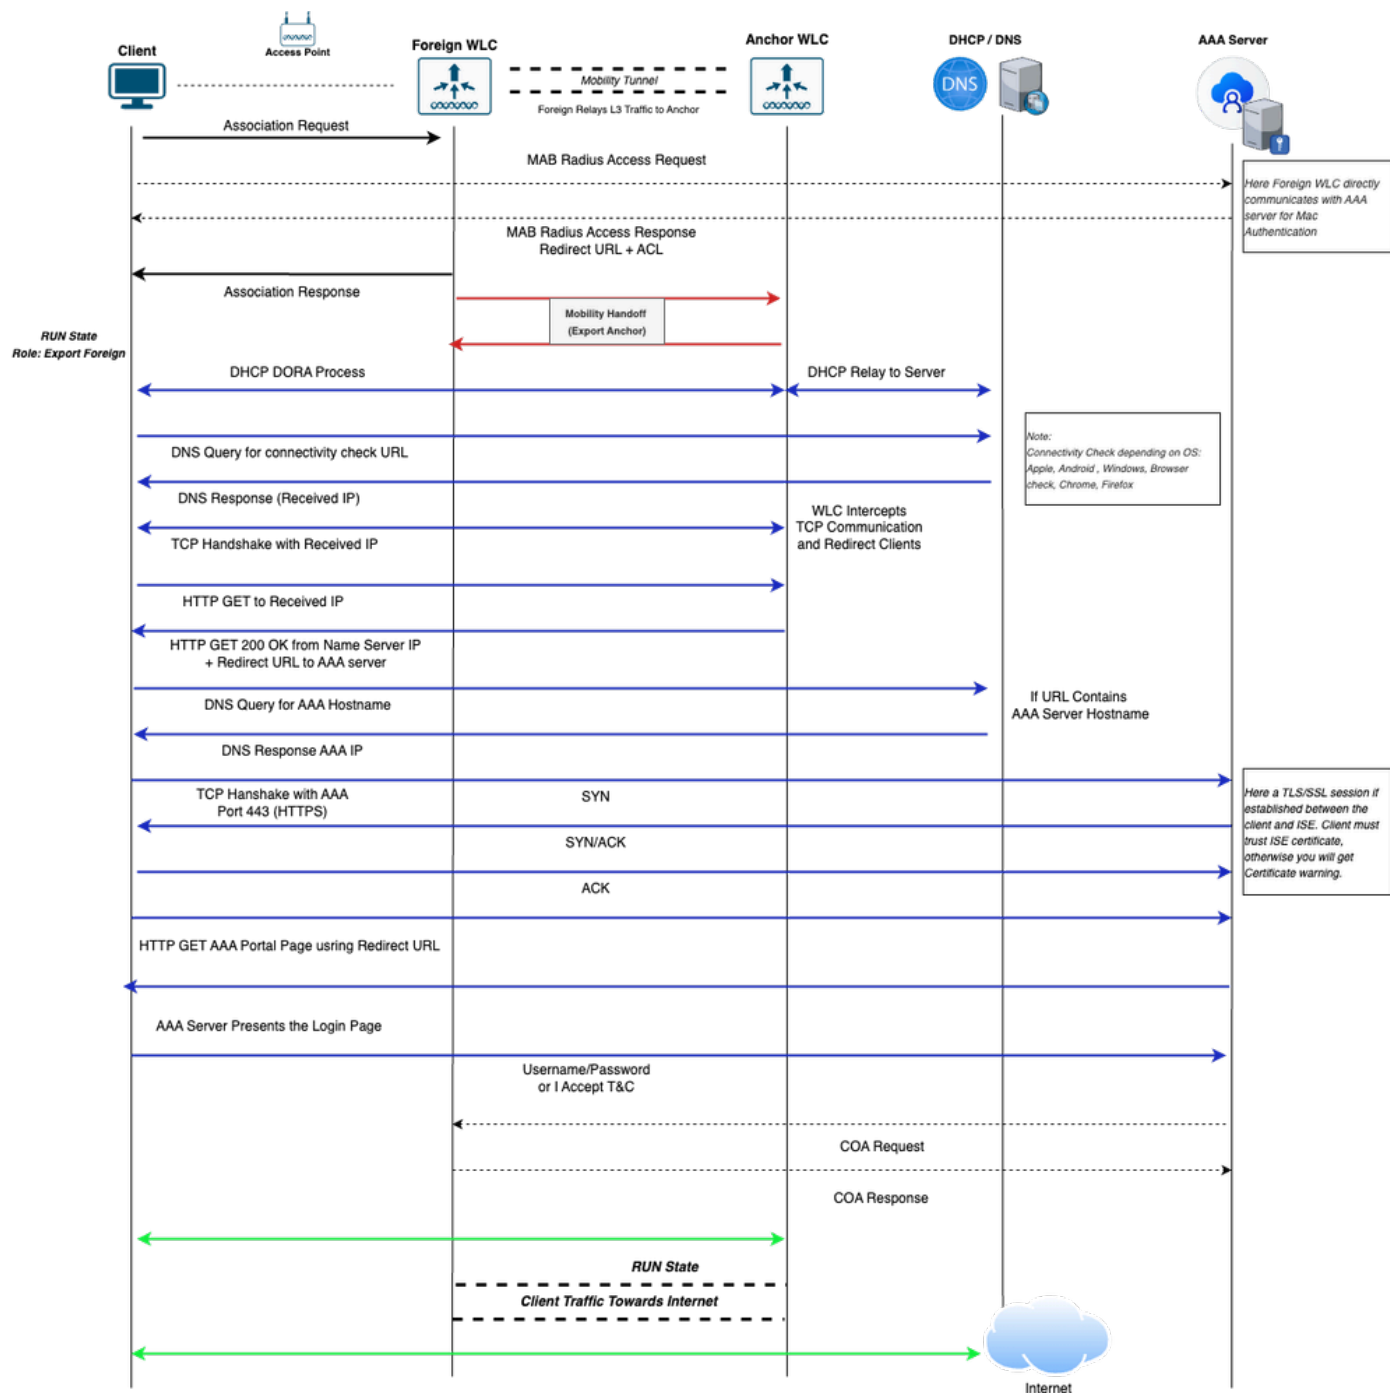 Client
Access Point
Foreign WLC
Mobility Tunnel
Foreign Relays L3 Traffic to Anchor
Anchor WLC
DHCP / DNS
DNS
AAA Server
Association Request
MAB Radius Access Request
Here Foreign WLC directly
communicates with AAA
server for Mac
Authentication
MAB Radius Access Response
Redirect URL + ACL
Association Response
Mobility Handoff
(Export Anchor)
RUN State
Role: Export Foreign
DHCP DORA Process
DHCP Relay to Server
DNS Query for connectivity check URL
Note:
Connectivity Check depending on OS:
Apple, Android , Windows, Browser
check, Chrome, Firefox
DNS Response (Received IP)
WLC Intercepts
TCP Communication
and Redirect Clients
TCP Handshake with Received IP
HTTP GET to Received IP
HTTP GET 200 OK from Name Server IP
+ Redirect URL to AAA server
DNS Query for AAA Hostname
If URL Contains
AAA Server Hostname
DNS Response AAA IP
TCP Hanshake with AAA
Port 443 (HTTPS)
SYN
Here a TLS/SSL session if
established between the
client and ISE. Client must
trust ISE certificate,
otherwise you will get
Certificate warning.
SYN/ACK
ACK
HTTP GET AAA Portal Page usring Redirect URL
AAA Server Presents the Login Page
Username/Password
or I Accept T&C
COA Request
COA Response
RUN State
Client Traffic Towards Internet
Internet